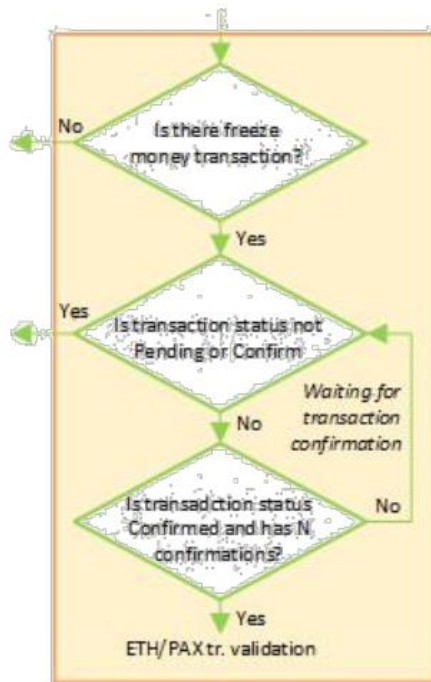 No
Is there freeze
money transaction?
Yes
Yes
Is transaction status not
Pending or Confirm
No
Waiting for
transaction
confirmation
Is transadction status
Confirmed and has N
confirmations?
No
Yes
ETH/PAX tr. validation